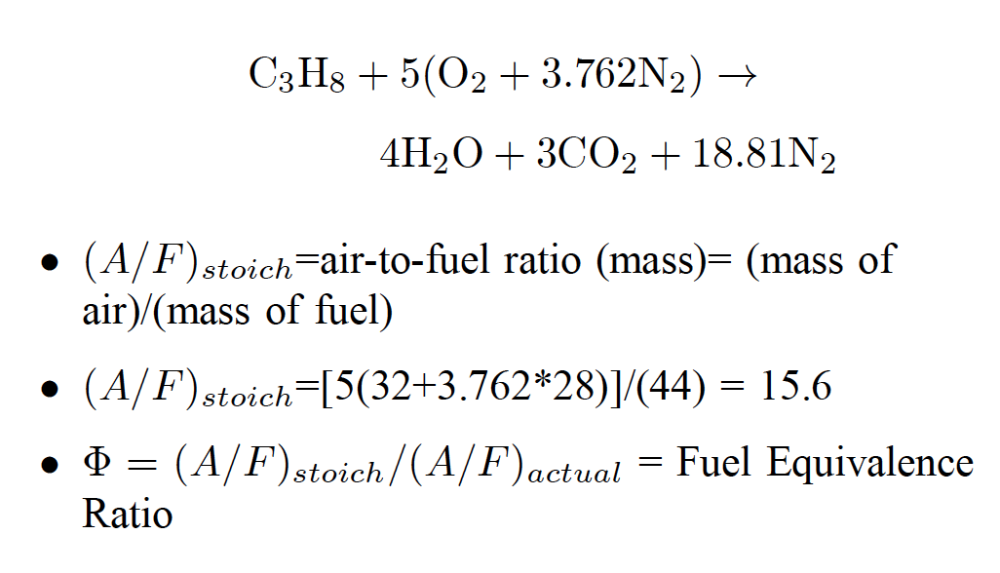 C₃H₈ + 5(O₂ + 3.762N₂) →
4H₂O + 3CO₂ + 18.81N₂
• (A/F)stoich=air-to-fuel ratio (mass)= (mass of
air)/(mass of fuel)
• (A/F)stoich=[5(32+3.762*28)]/(44) = 15.6
• Φ = (A/F)stoich/(A/F)actual = Fuel Equivalence
Ratio